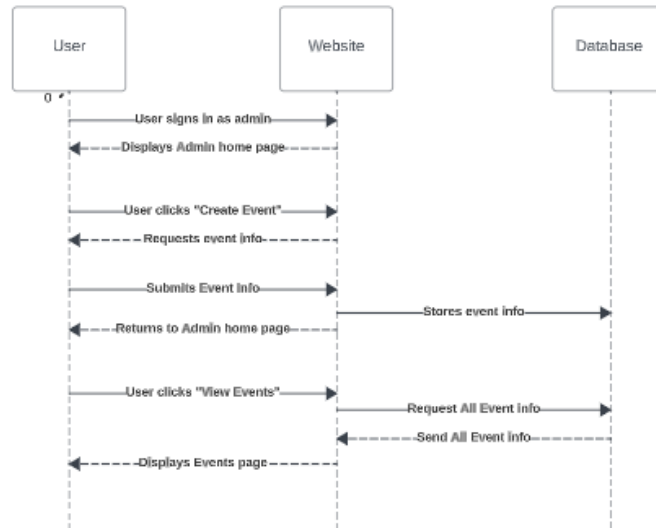 User
Website
Database
0
User signs in as admin
Displays Admin home page
User clicks "Create Event"
Requests event info
Submits Event Info
Stores event info
Returns to Admin home page
User clicks "View Events"
Request All Event info
Send All Event info
Displays Events page